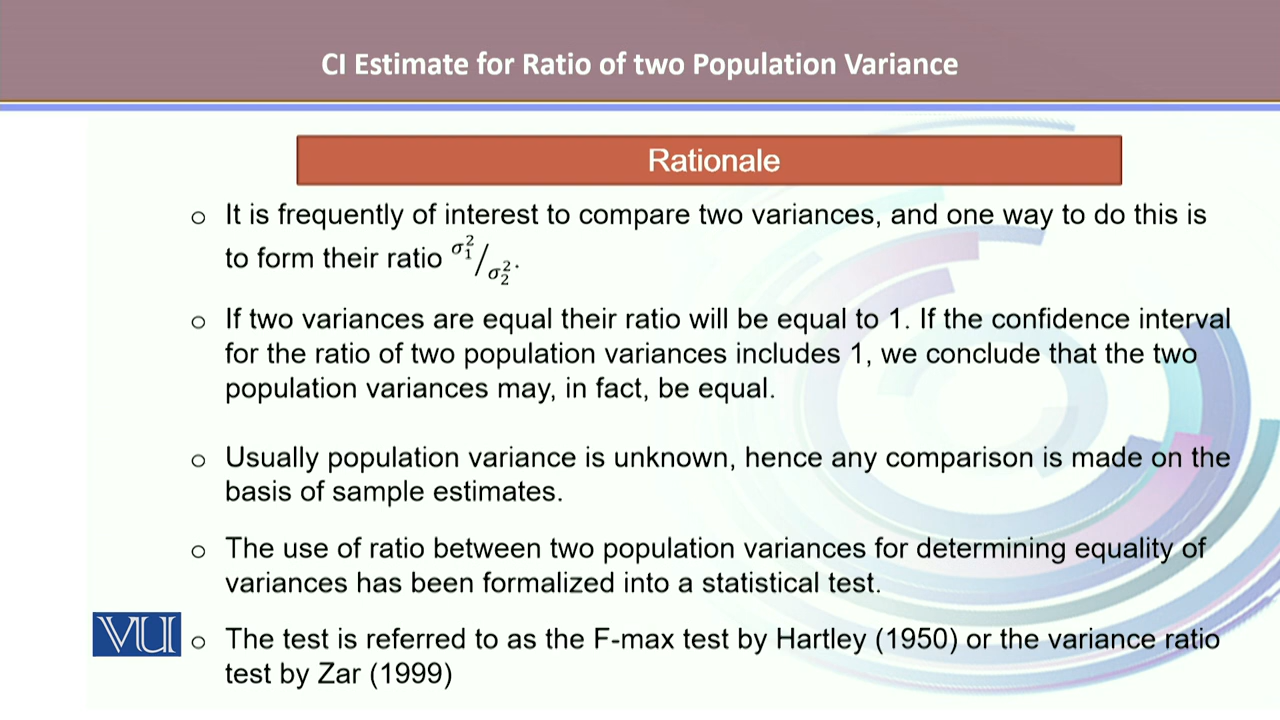 CI Estimate for Ratio of two Population Variance
Rationale
o It is frequently of interest to compare two variances, and one way to do this is
to form their ratio σ₁²/σ₂².
o If two variances are equal their ratio will be equal to 1. If the confidence interval
for the ratio of two population variances includes 1, we conclude that the two
population variances may, in fact, be equal.
o Usually population variance is unknown, hence any comparison is made on the
basis of sample estimates.
o The use of ratio between two population variances for determining equality of
variances has been formalized into a statistical test.
VU
o The test is referred to as the F-max test by Hartley (1950) or the variance ratio
test by Zar (1999)